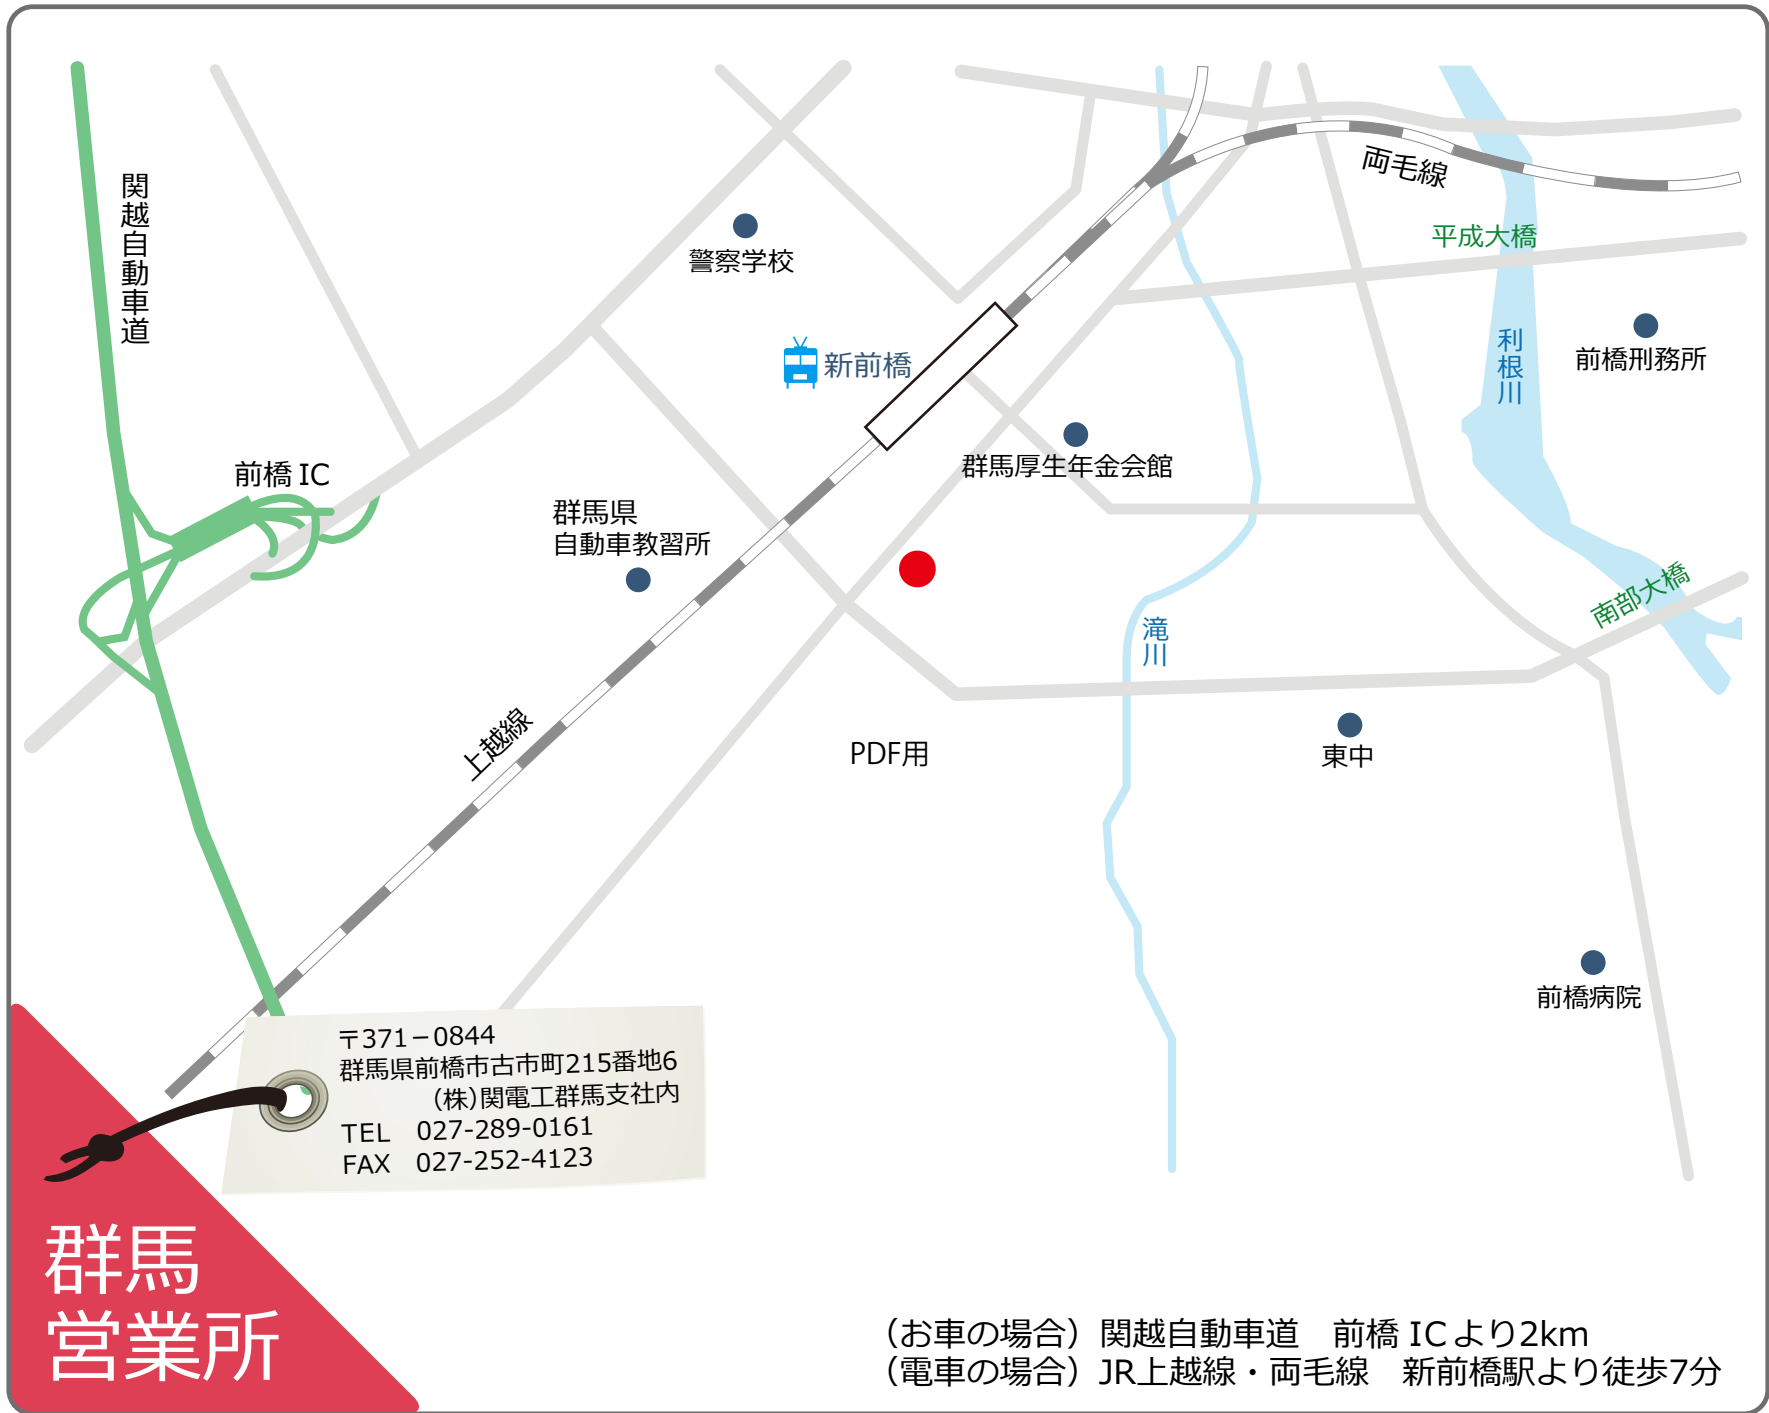 関越自動車道
両毛線
平成大橋
警察学校
利根川
新前橋
前橋刑務所
前橋 IC
群馬厚生年金会館
群馬県
自動車教習所
南部大橋
滝川
上越線
PDF用
東中
前橋病院
〒371−0844
群馬県前橋市古市町215番地6
(株)関電工群馬支社内
TEL　027-289-0161
FAX　027-252-4123
群馬
営業所
（お車の場合）関越自動車道　前橋 IC より2km
（電車の場合）JR上越線・両毛線　新前橋駅より徒歩7分